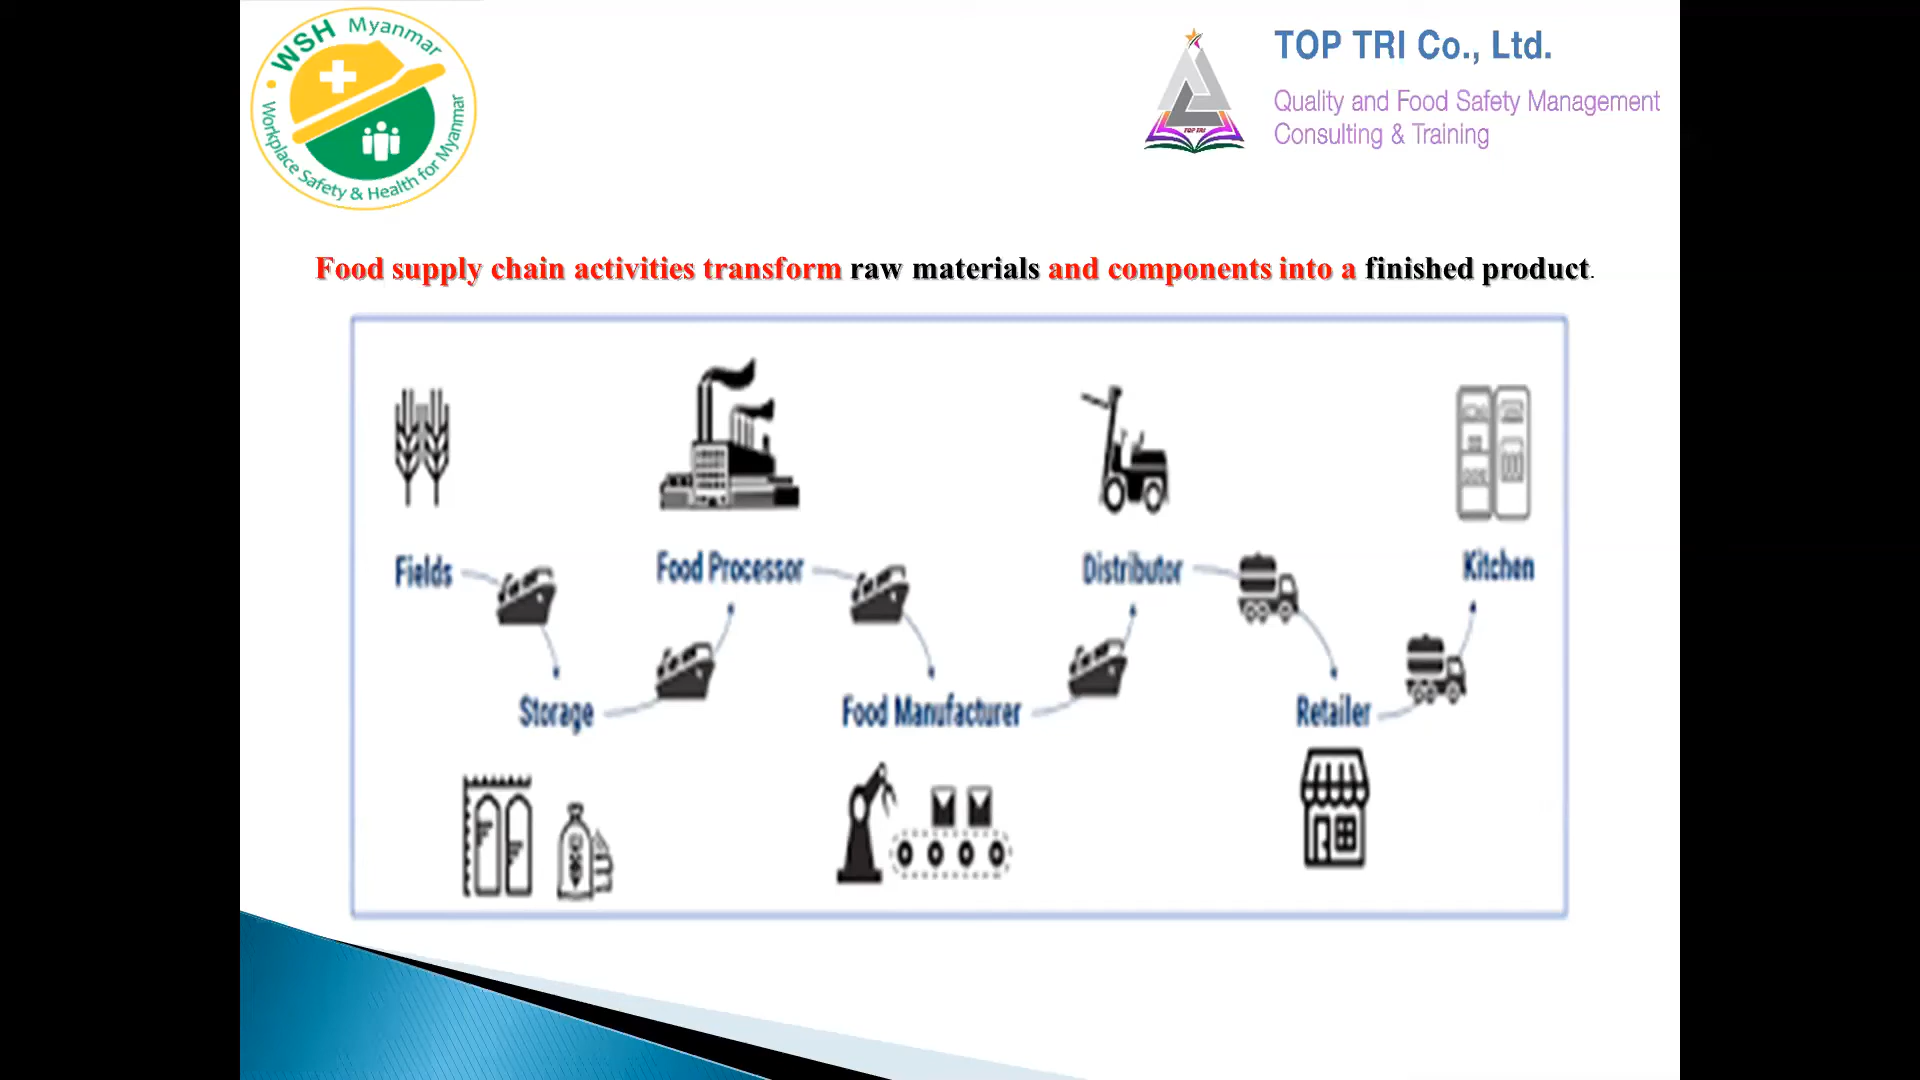 WSH Myanmar
Workplace Safety & Health for Myanmar
TOP TRI Co., Ltd.
Quality and Food Safety Management
Consulting & Training
TOP TRI
Food supply chain activities transform raw materials and components into a finished product.
Fields
Food Processor
Distributor
Kitchen
Storage
Food Manufacturer
Retailer